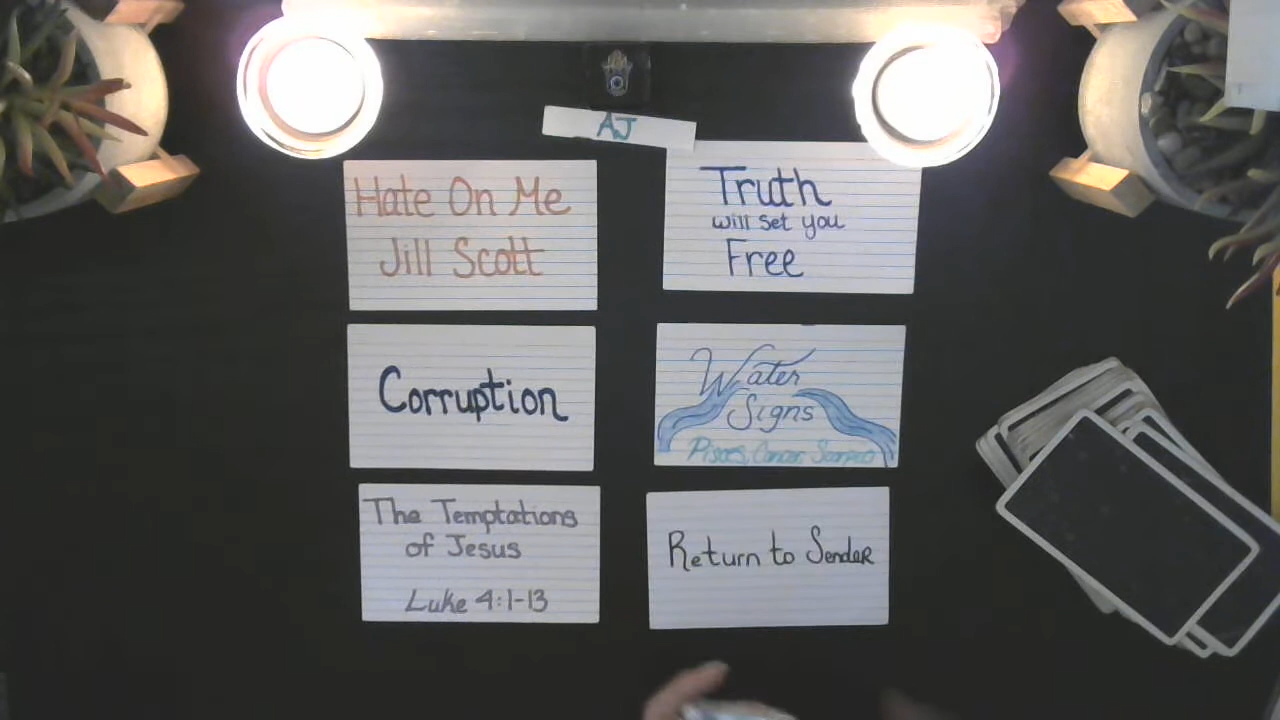 AJ
Hate On Me
Jill Scott
Truth
will set you
Free
Corruption
Water
Signs
Pisces, Cancer, Scorpio
The Temptations
of Jesus
Luke 4:1-13
Return to Sender